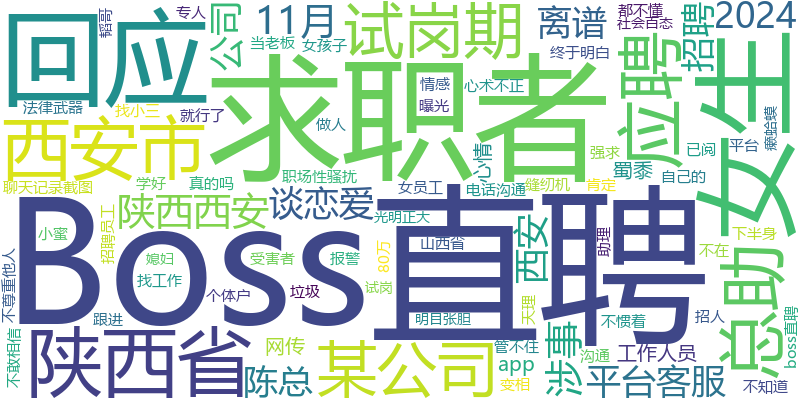 韬哥
专人
公司
11月
试岗期
离谱
都不懂
社会百态
招聘
2024
回应
当老板
女孩子
终于明白
法律武器
找小三
就行了
求职者
情感
曝光
心术不正
应聘
女生
癞蛤蟆
西安市
做人
心情
强求
蜀黍
已阅
平台
聊天记录截图
学好
真的吗
职场性骚扰
女员工
电话沟通
缝纫机
肯定
自己的
陕西西安
谈恋爱
光明正大
西安
助理
总助
下半身
小蜜
招聘员工
Boss直聘
媳妇
受害者
报警
80万
山西省
不在
不尊重他人
找工作
个体户
垃圾
试岗
天理
招人
跟进
明目张胆
不惯着
boss直聘
不敢相信
陕西省
网传
某公司
管不住
涉事
沟通
工作人员
陈总
app
变相
平台客服
不知道